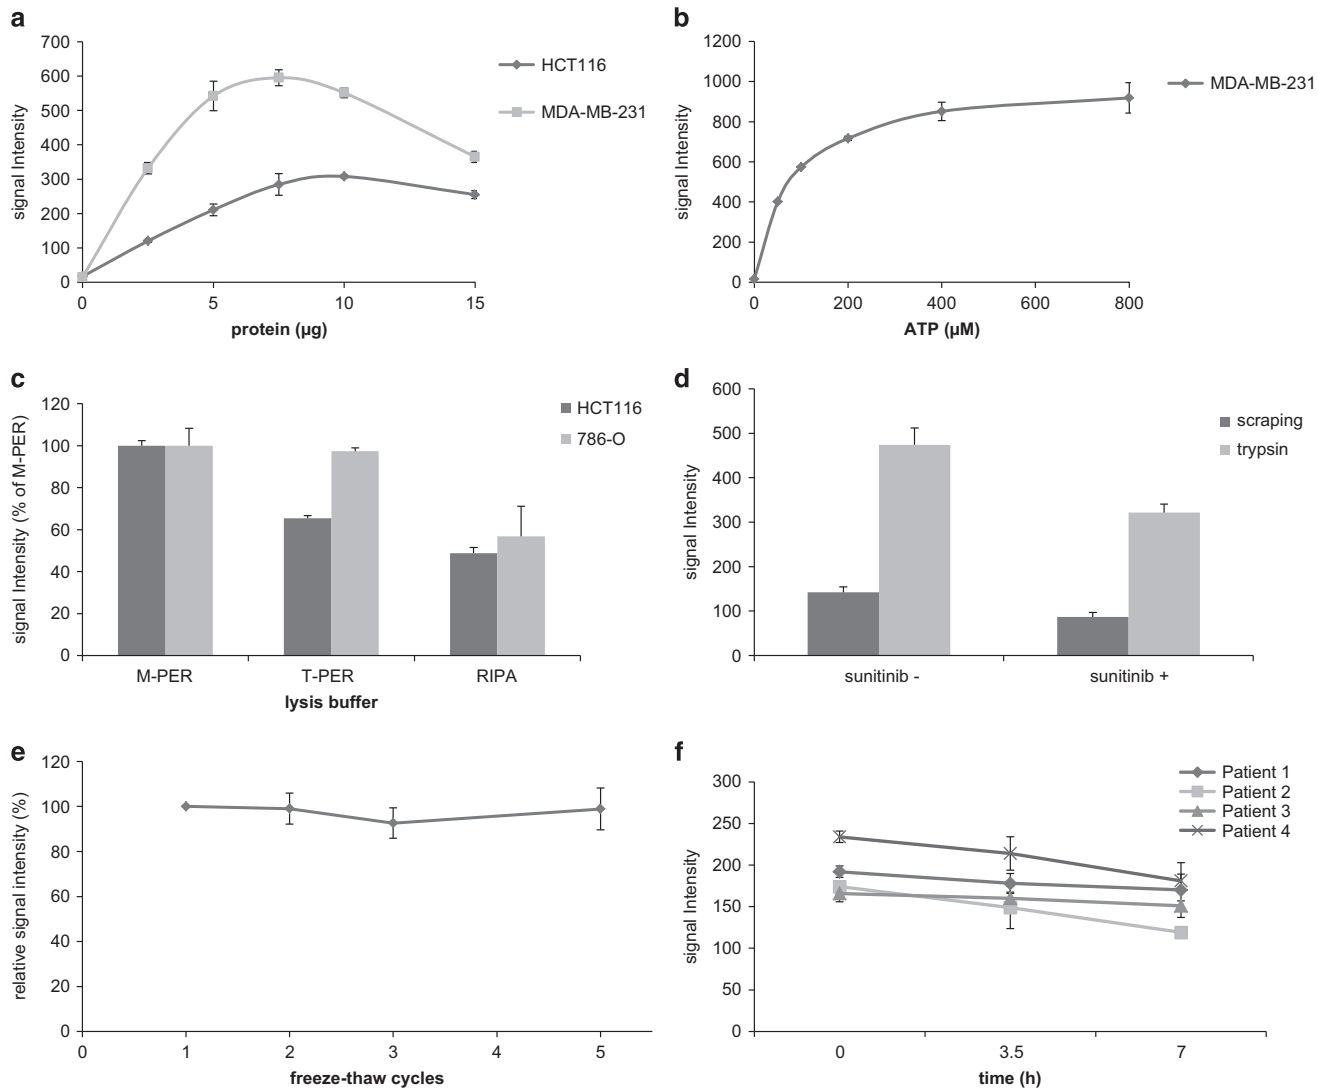 a
700
600
500
400
300
200
100
0
signal Intensity
0 5 10 15
protein (µg)
HCT116
MDA-MB-231
b
1200
1000
800
600
400
200
0
signal Intensity
0 200 400 600 800
ATP (µM)
MDA-MB-231
c
120
100
80
60
40
20
0
signal Intensity (% of M-PER)
M-PER T-PER RIPA
lysis buffer
HCT116
786-O
d
600
500
400
300
200
100
0
signal Intensity
sunitinib - sunitinib +
scraping
trypsin
e
120
100
80
60
40
20
0
relative signal intensity (%)
0 1 2 3 4 5
freeze-thaw cycles
f
300
250
200
150
100
50
0
signal Intensity
0 3.5 7
time (h)
Patient 1
Patient 2
Patient 3
Patient 4